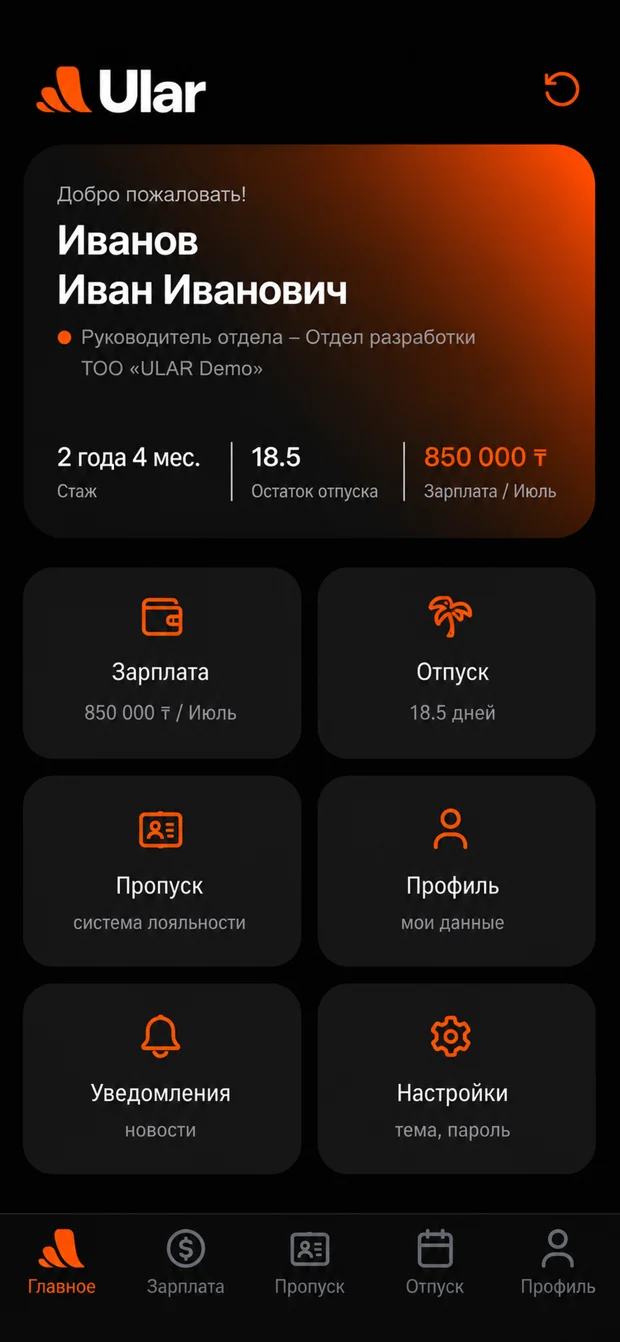 Ular
Добро пожаловать!
Иванов
Иван Иванович
Руководитель отдела – Отдел разработки
ТОО «ULAR Demo»
2 года 4 мес.
Стаж
18.5
Остаток отпуска
850 000 ₸
Зарплата / Июль
Зарплата
850 000 ₸ / Июль
Отпуск
18.5 дней
Пропуск
система лояльности
Профиль
мои данные
Уведомления
новости
Настройки
тема, пароль
Главное
Зарплата
Пропуск
Отпуск
Профиль